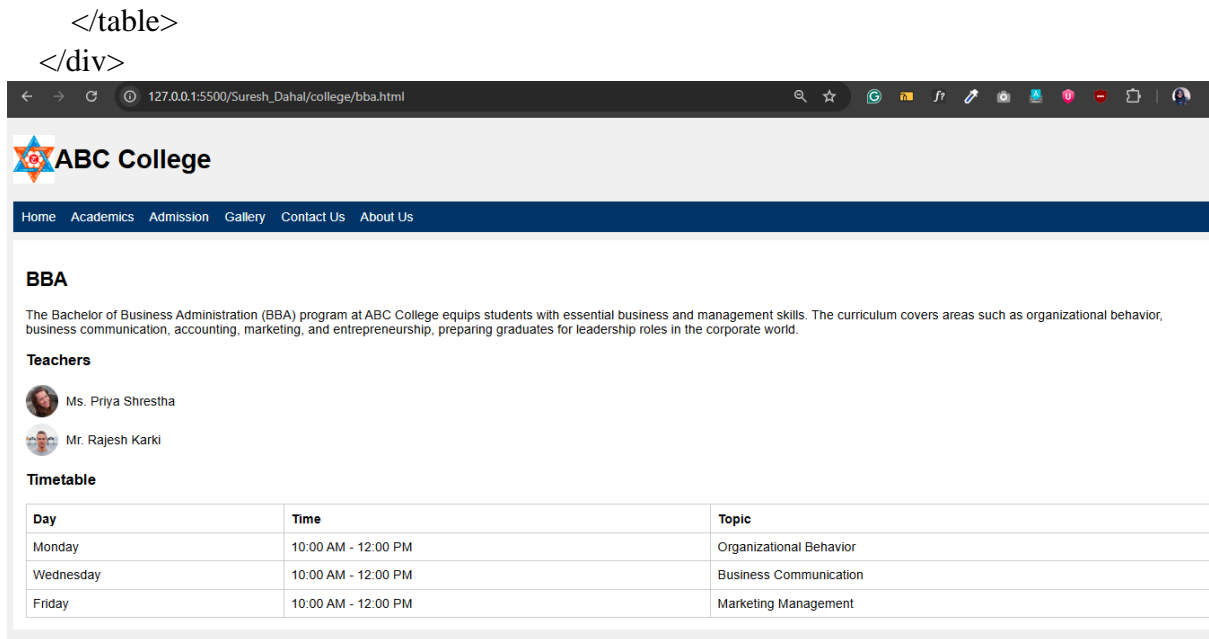 </table>
</div>
127.0.0.1:5500/Suresh_Dahal/college/bba.html
ABC College
Home Academics Admission Gallery Contact Us About Us
BBA
The Bachelor of Business Administration (BBA) program at ABC College equips students with essential business and management skills. The curriculum covers areas such as organizational behavior,
business communication, accounting, marketing, and entrepreneurship, preparing graduates for leadership roles in the corporate world.
Teachers
Ms. Priya Shrestha
Mr. Rajesh Karki
Timetable
Day Time Topic
Monday 10:00 AM - 12:00 PM Organizational Behavior
Wednesday 10:00 AM - 12:00 PM Business Communication
Friday 10:00 AM - 12:00 PM Marketing Management